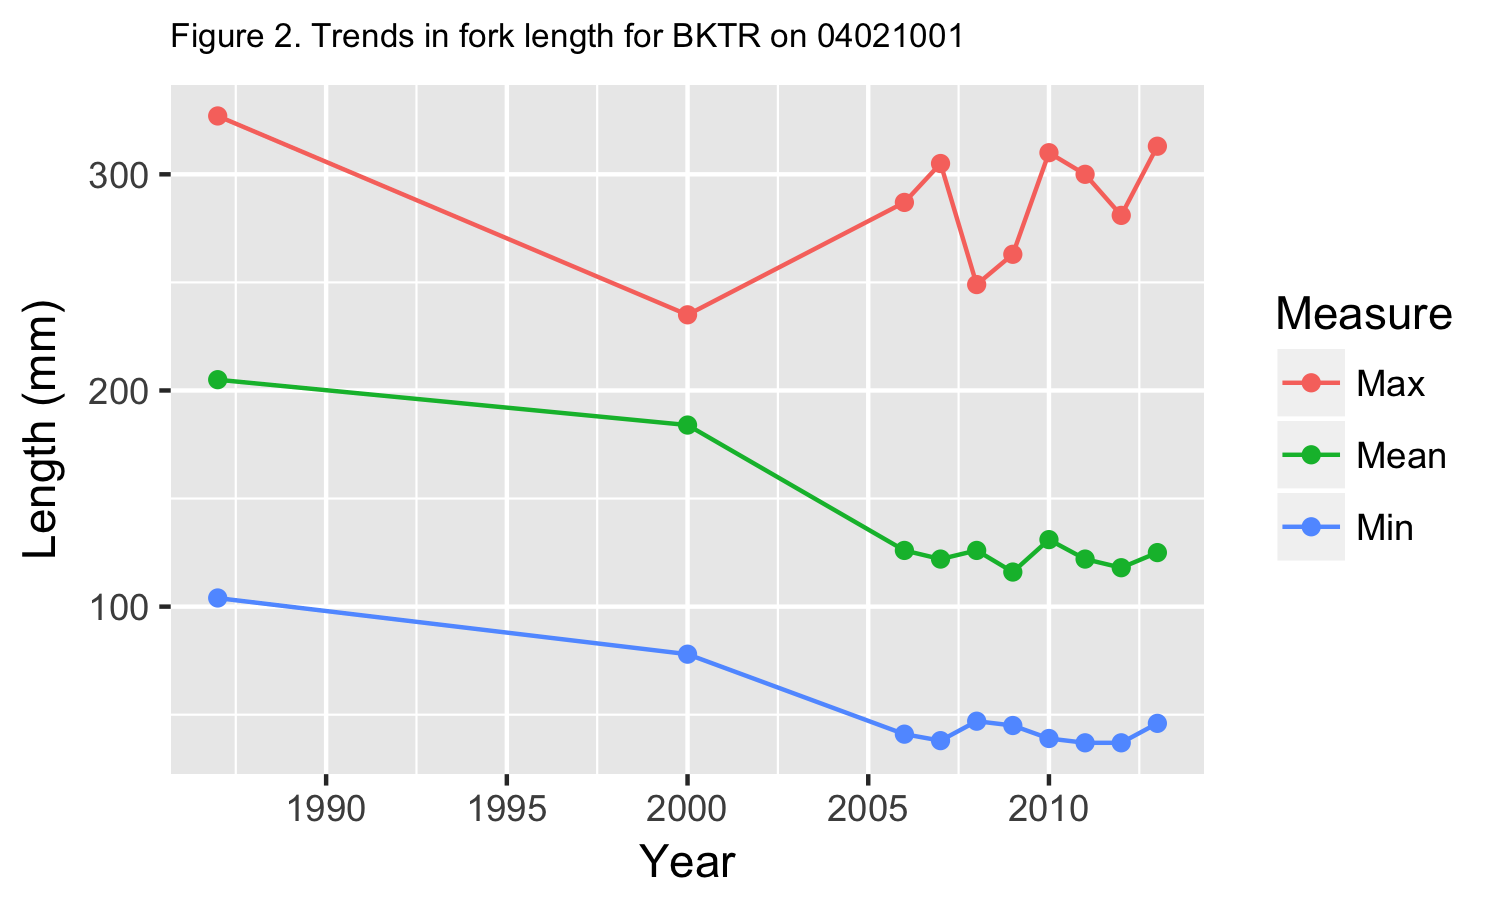 Figure 2. Trends in fork length for BKTR on 04021001
300
200
100
Length (mm)
1990 1995 2000 2005 2010
Year
Measure
Max
Mean
Min